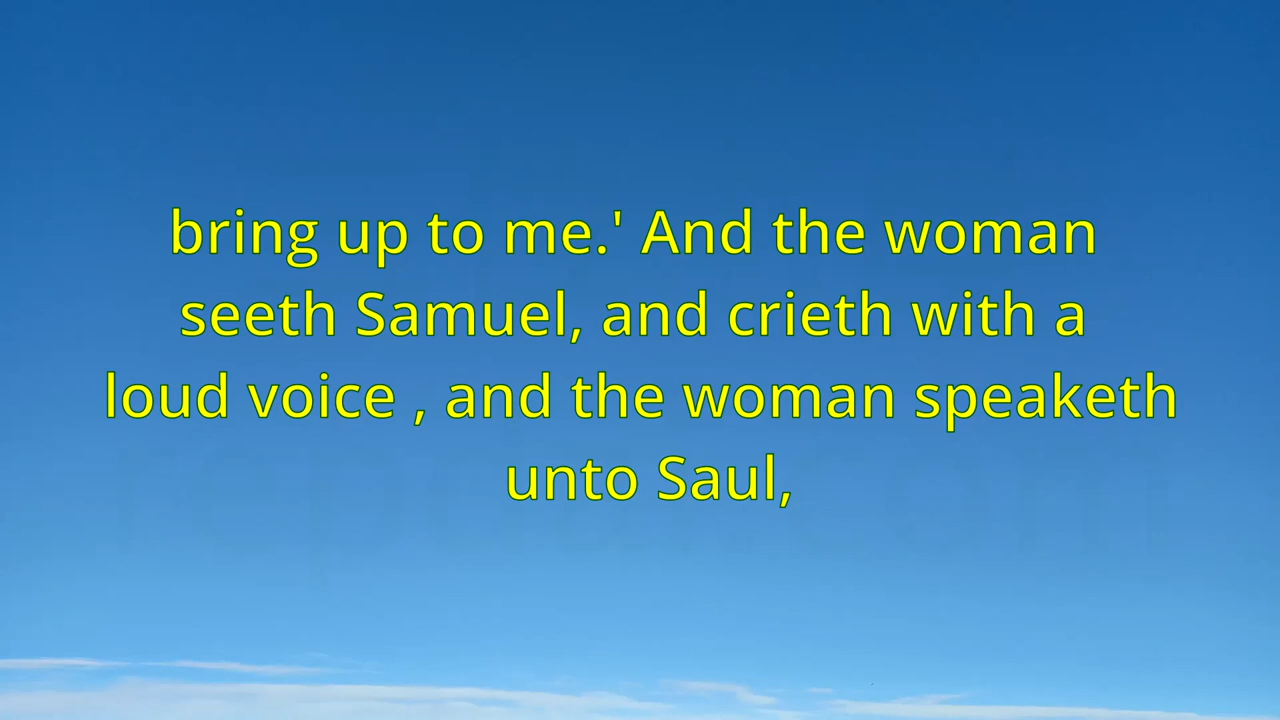 bring up to me.' And the woman
seeth Samuel, and crieth with a
loud voice , and the woman speaketh
unto Saul,